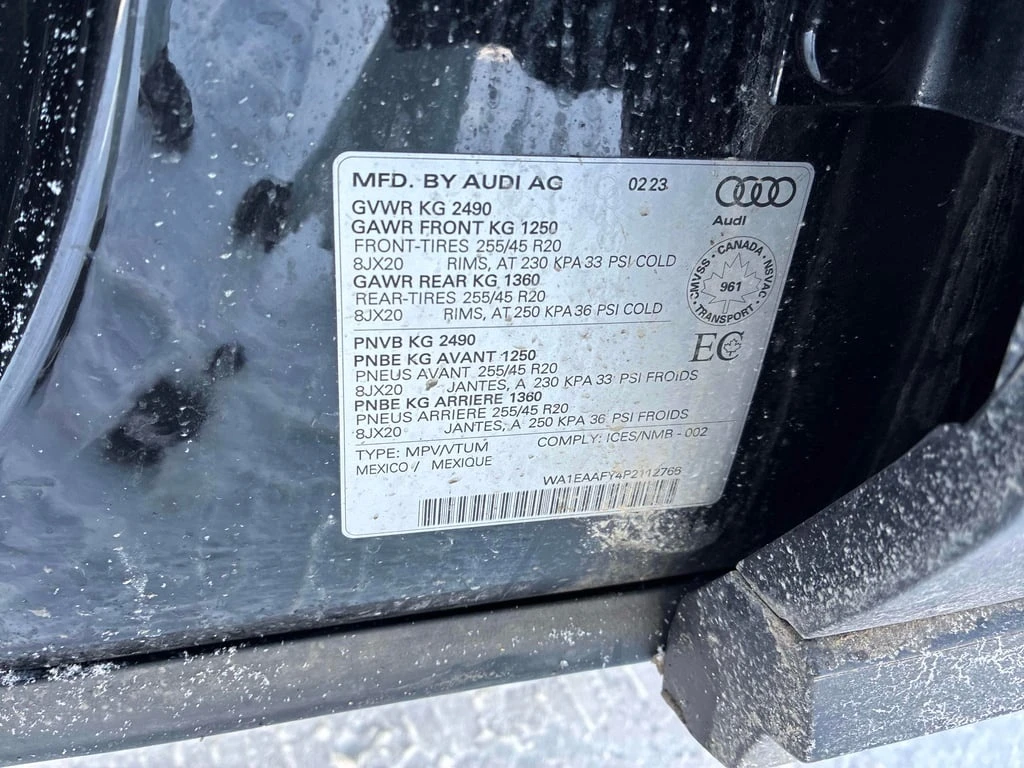 MFD. BY AUDI AG 02 23
Audi
GVWR KG 2490
GAWR FRONT KG 1250
FRONT-TIRES 255/45 R20
8JX20 RIMS, AT 230 KPA 33 PSI COLD
GAWR REAR KG 1360
REAR-TIRES 255/45 R20
8JX20 RIMS, AT 250 KPA 36 PSI COLD
CMVSS · CANADA · NSVAC · TRANSPORT
961
PNVB KG 2490
EC
PNBE KG AVANT 1250
PNEUS AVANT 255/45 R20
8JX20 JANTES, A 230 KPA 33 PSI FROIDS
PNBE KG ARRIERE 1360
PNEUS ARRIERE 255/45 R20
8JX20 JANTES, A 250 KPA 36 PSI FROIDS
TYPE: MPV/VTUM COMPLY: ICES/NMB - 002
MEXICO / MEXIQUE
WA1EAAFY4P2112766